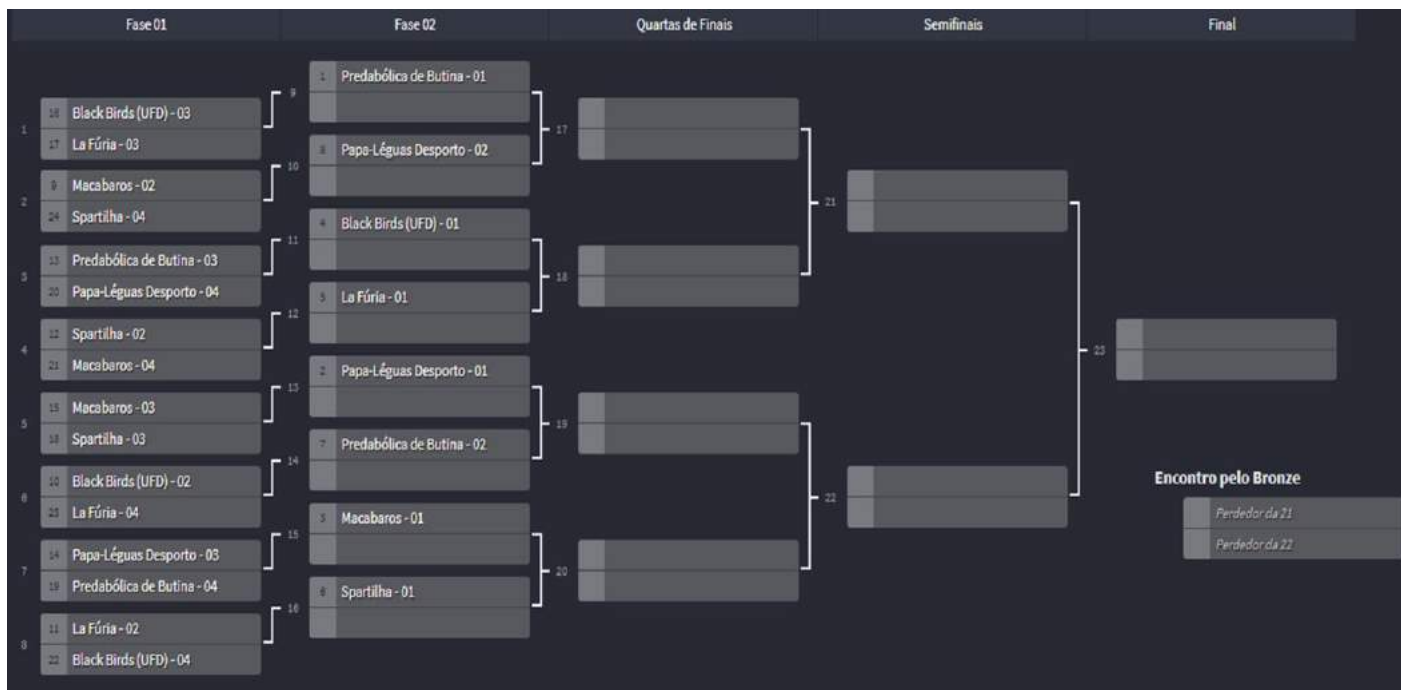 Fase 01
Fase 02
Quartas de Finais
Semifinais
Final
1
16 Black Birds (UFD) - 03
17 La Fúria - 03
2
9 Macabaros - 02
24 Spartilha - 04
3
13 Predabólica de Butina - 03
20 Papa-Léguas Desporto - 04
4
12 Spartilha - 02
21 Macabaros - 04
5
15 Macabaros - 03
18 Spartilha - 03
6
10 Black Birds (UFD) - 02
23 La Fúria - 04
7
14 Papa-Léguas Desporto - 03
19 Predabólica de Butina - 04
8
11 La Fúria - 02
22 Black Birds (UFD) - 04
9
1 Predabólica de Butina - 01
10
8 Papa-Léguas Desporto - 02
11
4 Black Birds (UFD) - 01
12
5 La Fúria - 01
13
2 Papa-Léguas Desporto - 01
14
7 Predabólica de Butina - 02
15
3 Macabaros - 01
16
6 Spartilha - 01
17
18
19
20
21
22
23
Encontro pelo Bronze
Perdedor da 21
Perdedor da 22